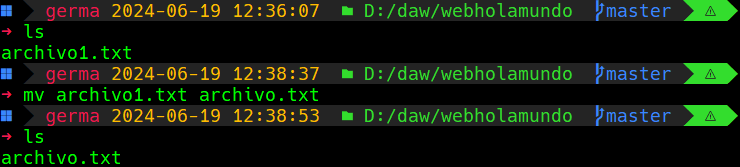 germa 2024-06-19 12:36:07 D:/daw/webholamundo master ⚠
➜ ls
archivo1.txt
germa 2024-06-19 12:38:37 D:/daw/webholamundo master ⚠
➜ mv archivo1.txt archivo.txt
germa 2024-06-19 12:38:53 D:/daw/webholamundo master ⚠
➜ ls
archivo.txt